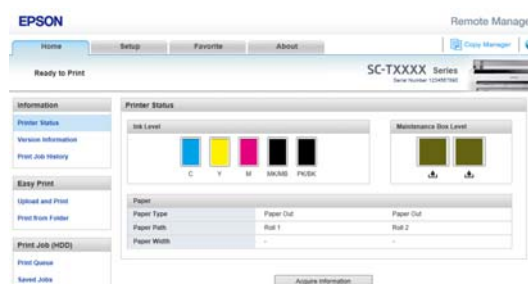 EPSON
Remote Manage
Home Setup Favorite About
Copy Manager
Ready to Print
SC-TXXXX Series
Serial Number 1234567890
Information
Printer Status
Version Information
Print Job History
Easy Print
Upload and Print
Print from Folder
Print Job (HDD)
Print Queue
Saved Jobs
Printer Status
Ink Level
C Y M MK/MB PK/BK
Maintenance Box Level
Paper
Paper Type Paper Out Paper Out
Paper Path Roll 1 Roll 2
Paper Width - -
Acquire Information